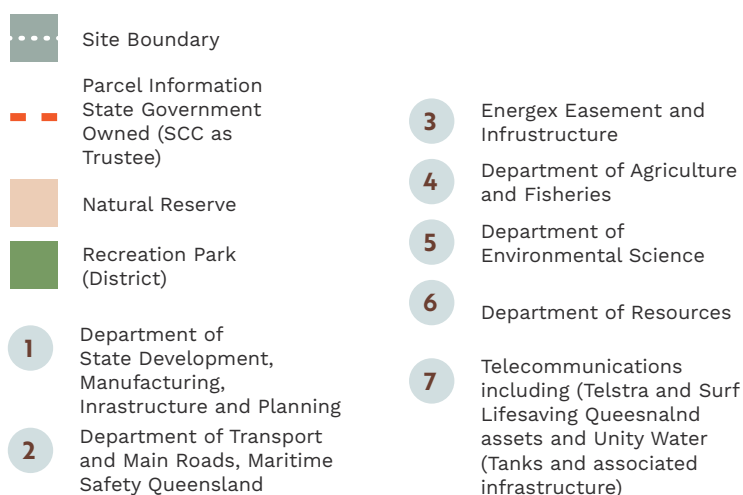 Site Boundary
Parcel Information
State Government
Owned (SCC as
Trustee)
Natural Reserve
Recreation Park
(District)
1
Department of
State Development,
Manufacturing,
Inrastructure and Planning
2
Department of Transport
and Main Roads, Maritime
Safety Queensland
3
Energex Easement and
Infrustructure
4
Department of Agriculture
and Fisheries
5
Department of
Environmental Science
6
Department of Resources
7
Telecommunications
including (Telstra and Surf
Lifesaving Queesnalnd
assets and Unity Water
(Tanks and associated
infrastructure)